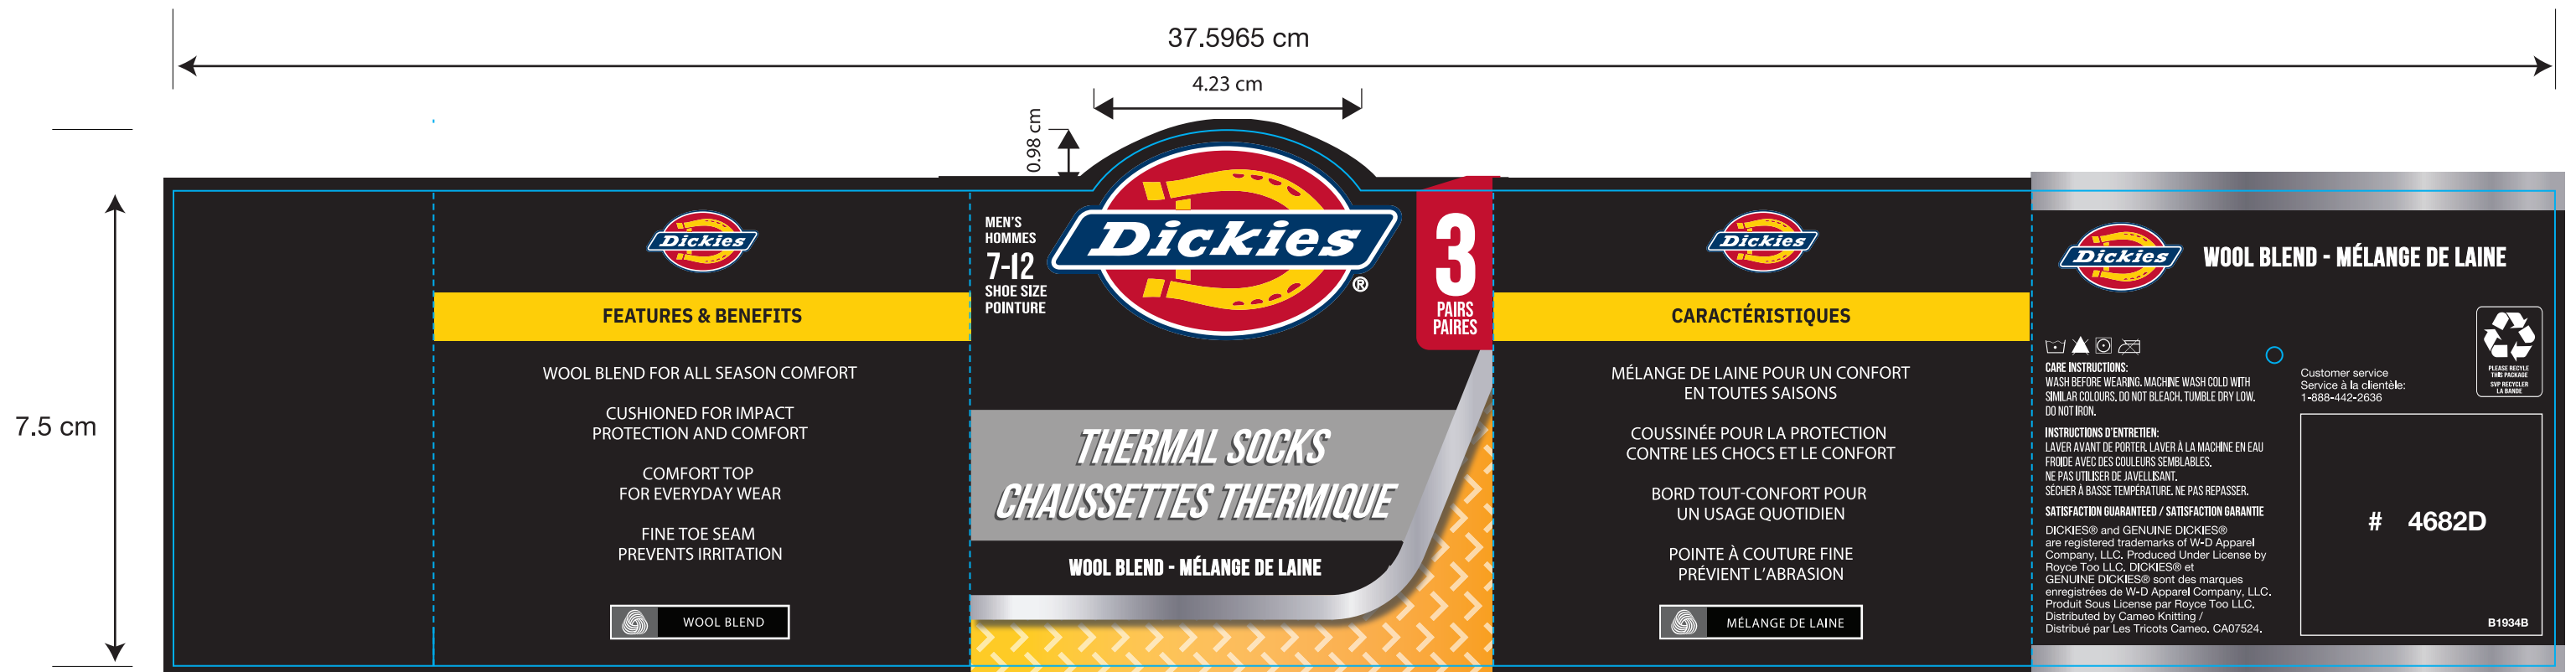 37.5965 cm
4.23 cm
0.98 cm
7.5 cm
Dickies
FEATURES & BENEFITS
WOOL BLEND FOR ALL SEASON COMFORT
CUSHIONED FOR IMPACT
PROTECTION AND COMFORT
COMFORT TOP
FOR EVERYDAY WEAR
FINE TOE SEAM
PREVENTS IRRITATION
WOOL BLEND
MEN'S
HOMMES
7-12
SHOE SIZE
POINTURE
Dickies
®
3
PAIRS
PAIRES
THERMAL SOCKS
CHAUSSETTES THERMIQUE
WOOL BLEND - MÉLANGE DE LAINE
Dickies
CARACTÉRISTIQUES
MÉLANGE DE LAINE POUR UN CONFORT
EN TOUTES SAISONS
COUSSINÉE POUR LA PROTECTION
CONTRE LES CHOCS ET LE CONFORT
BORD TOUT-CONFORT POUR
UN USAGE QUOTIDIEN
POINTE À COUTURE FINE
PRÉVIENT L'ABRASION
MÉLANGE DE LAINE
Dickies
WOOL BLEND - MÉLANGE DE LAINE
CARE INSTRUCTIONS:
WASH BEFORE WEARING. MACHINE WASH COLD WITH
SIMILAR COLOURS. DO NOT BLEACH. TUMBLE DRY LOW.
DO NOT IRON.
INSTRUCTIONS D'ENTRETIEN:
LAVER AVANT DE PORTER. LAVER À LA MACHINE EN EAU
FROIDE AVEC DES COULEURS SEMBLABLES.
NE PAS UTILISER DE JAVELLISANT.
SÉCHER À BASSE TEMPÉRATURE. NE PAS REPASSER.
SATISFACTION GUARANTEED / SATISFACTION GARANTIE
DICKIES® and GENUINE DICKIES®
are registered trademarks of W-D Apparel
Company, LLC. Produced Under License by
Royce Too LLC. DICKIES® et
GENUINE DICKIES® sont des marques
enregistrées de W-D Apparel Company, LLC.
Produit Sous License par Royce Too LLC.
Distributed by Cameo Knitting /
Distribué par Les Tricots Cameo. CA07524.
Customer service
Service à la clientèle:
1-888-442-2636
PLEASE RECYLE
THIS PACKAGE
SVP RECYCLER
LA BANDE
# 4682D
B1934B